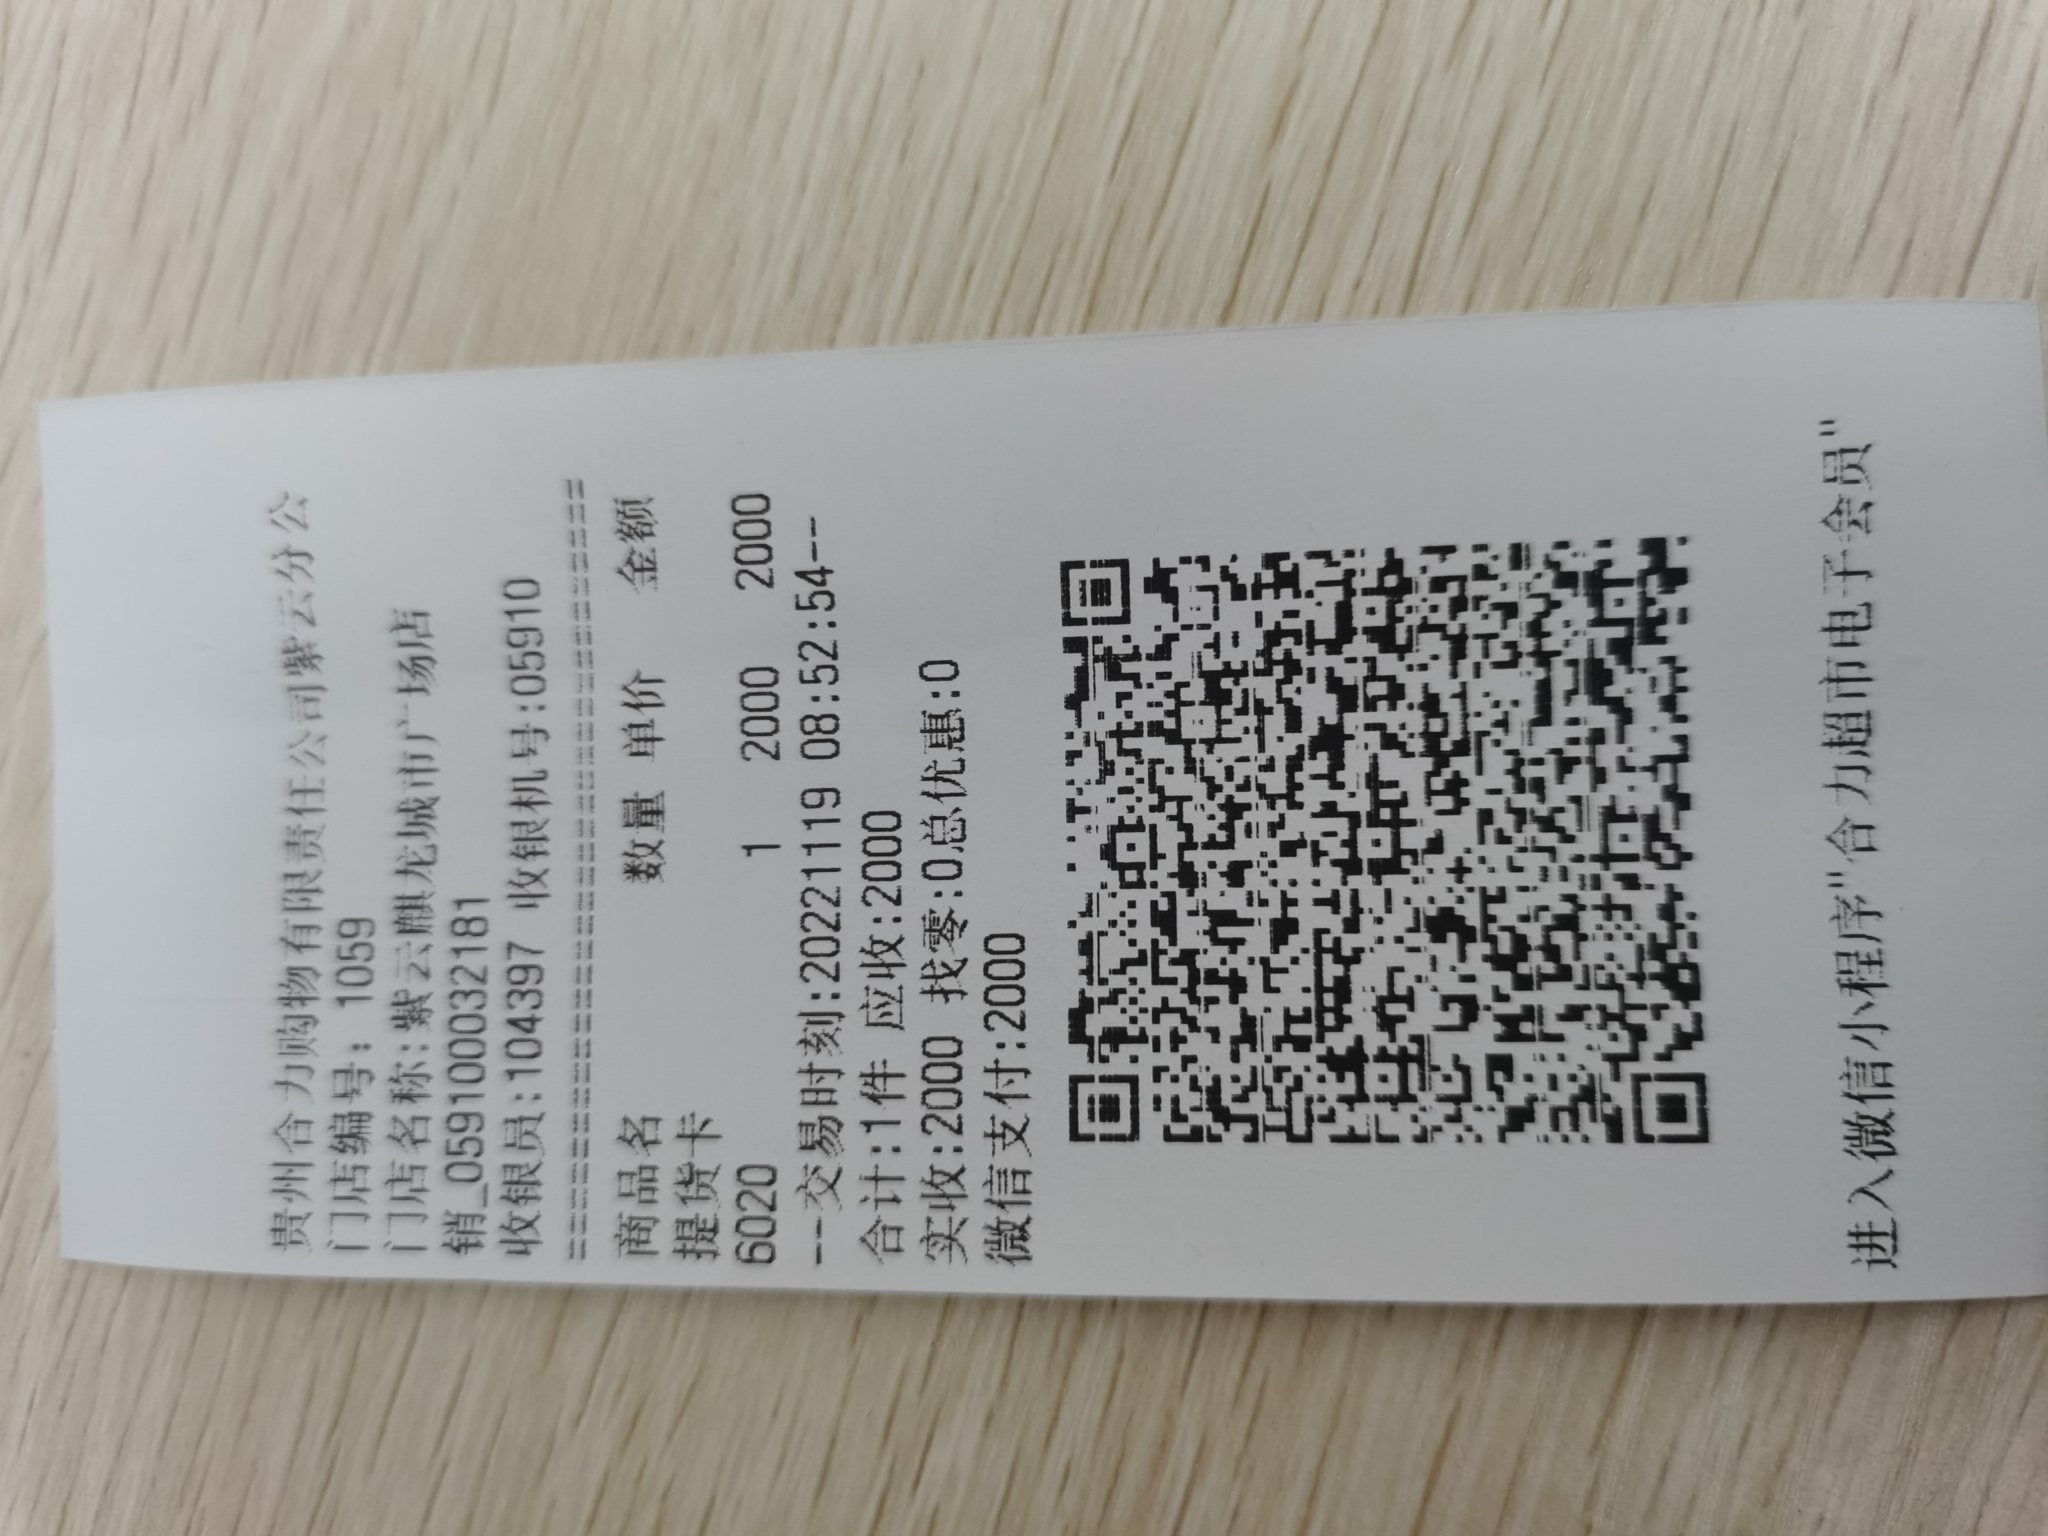 贵州合力购物有限责任公司紫云分公
门店编号: 1059
门店名称:紫云麒龙城市广场店
销_0591000032181
收银员:104397 收银机号:05910
================================
商品名 数量 单价 金额
提货卡
6020 1 2000 2000
--交易时刻:20221119 08:52:54--
合计:1件 应收:2000
实收:2000 找零:0总优惠:0
微信支付:2000
进入微信小程序"合力超市电子会员"